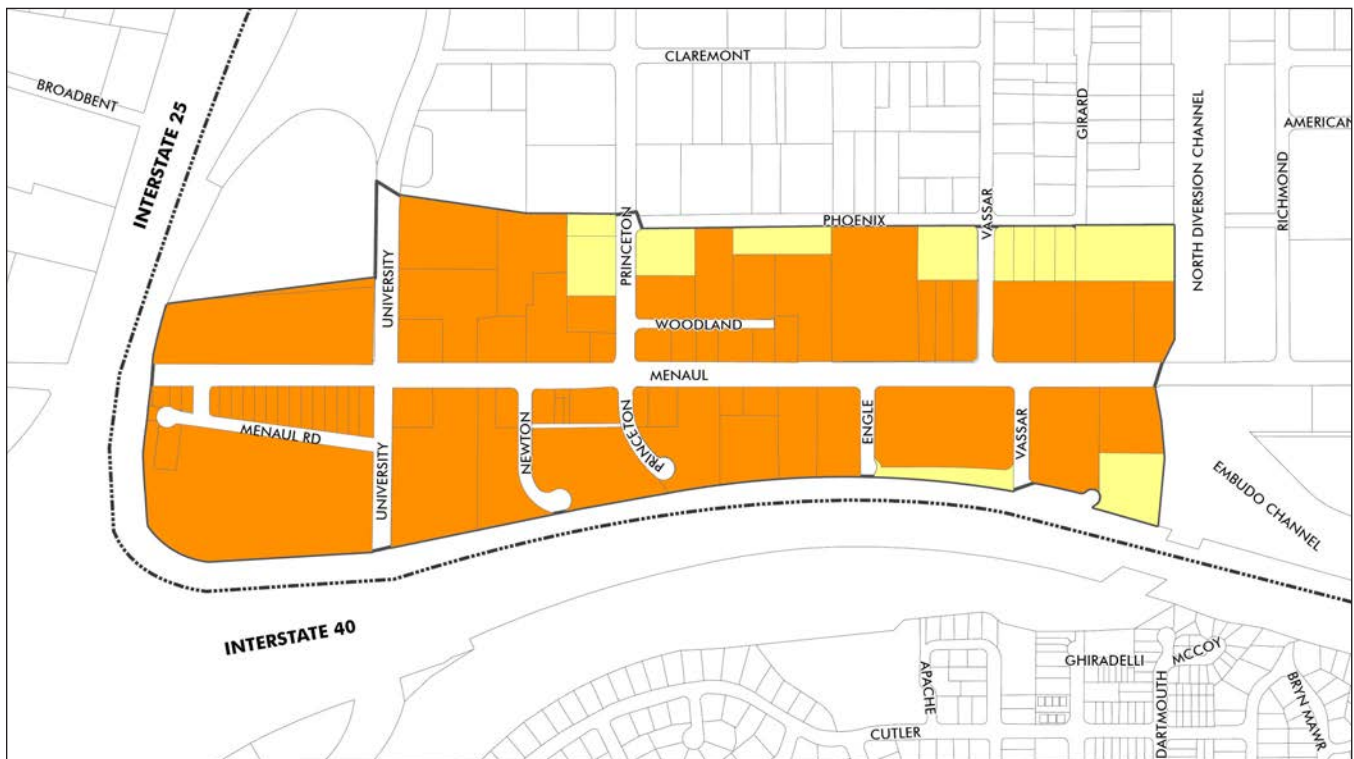 CLAREMONT
BROADBENT
INTERSTATE 25
GIRARD
NORTH DIVERSION CHANNEL
AMERICAN
RICHMOND
PRINCETON
PHOENIX
VASSAR
UNIVERSITY
WOODLAND
MENAUL
MENAUL RD
UNIVERSITY
NEWTON
PRINCETON
ENGLE
VASSAR
EMBUDO CHANNEL
INTERSTATE 40
APACHE
GHIRADELLI
MCCOY
DARTMOUTH
BRYN MAWR
CUTLER